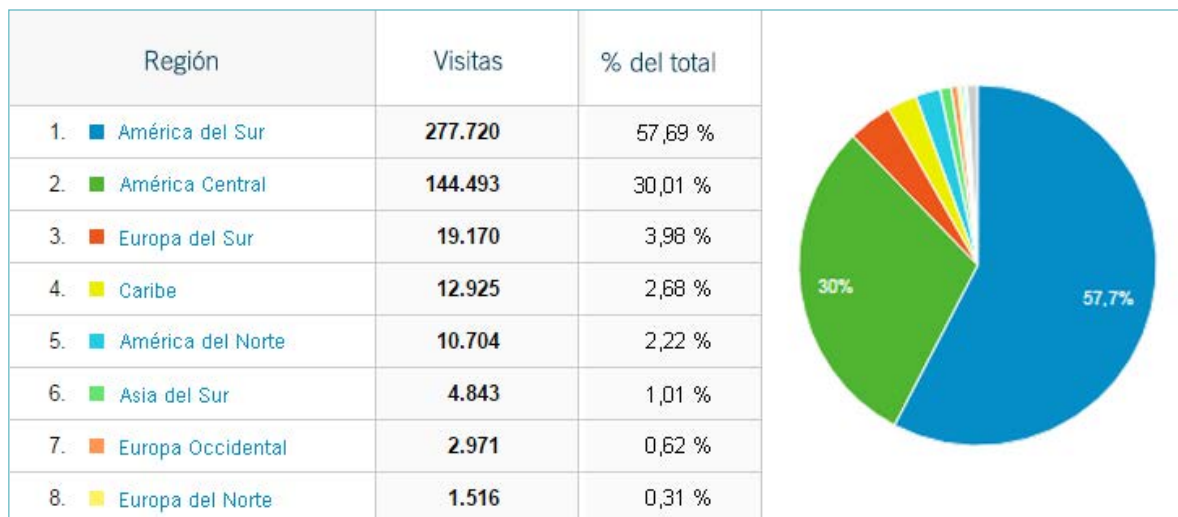 Región Visitas % del total
1. América del Sur 277.720 57,69 %
2. América Central 144.493 30,01 %
3. Europa del Sur 19.170 3,98 %
4. Caribe 12.925 2,68 %
5. América del Norte 10.704 2,22 %
6. Asia del Sur 4.843 1,01 %
7. Europa Occidental 2.971 0,62 %
8. Europa del Norte 1.516 0,31 %
30%
57,7%